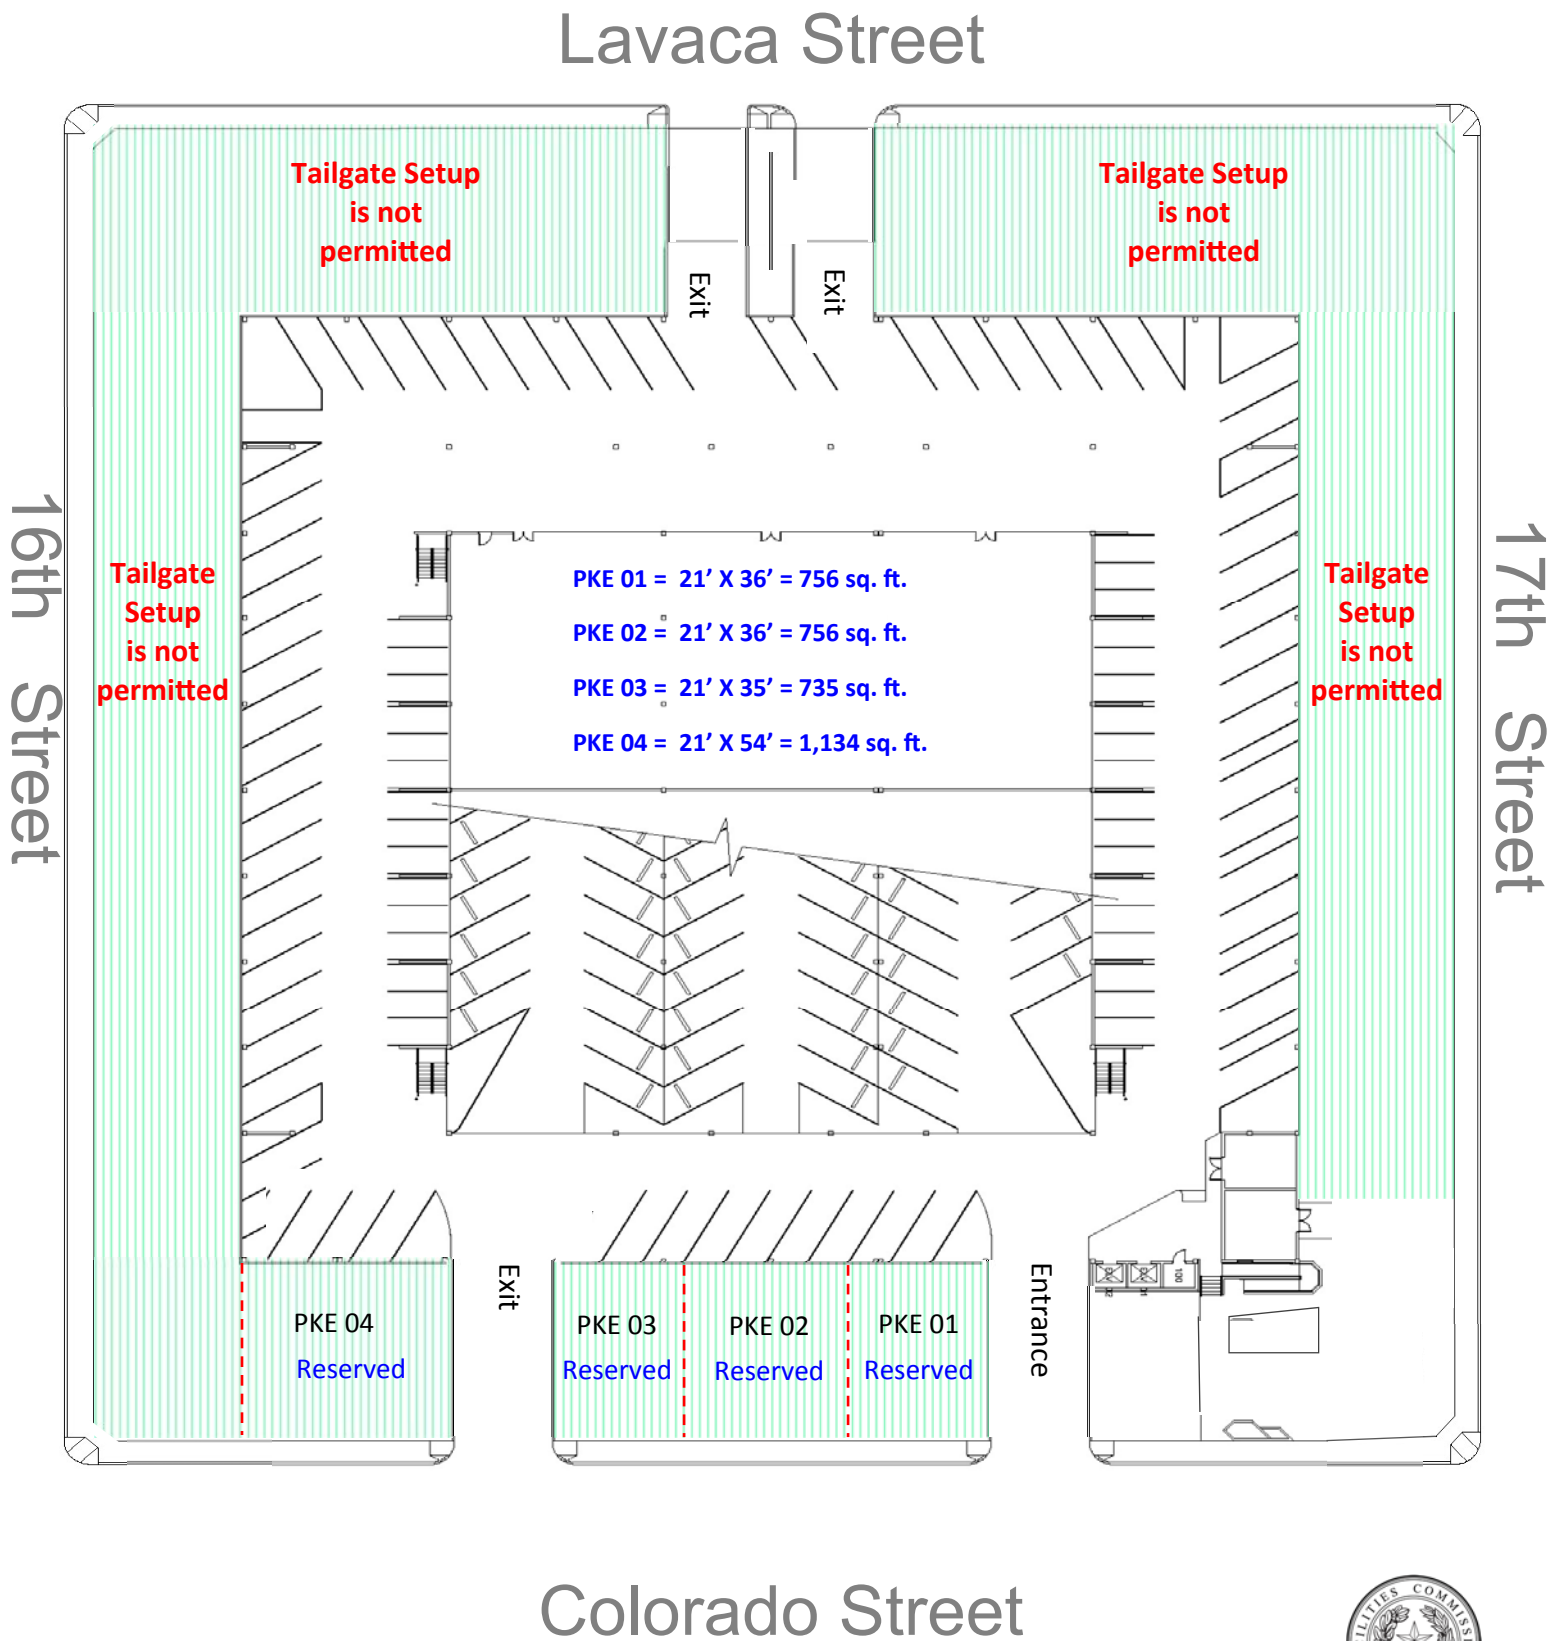 Lavaca Street
Tailgate Setup
is not
permitted
Tailgate Setup
is not
permitted
Exit
Exit
16th Street
17th Street
Tailgate
Setup
is not
permitted
PKE 01 = 21’ X 36’ = 756 sq. ft.
PKE 02 = 21’ X 36’ = 756 sq. ft.
PKE 03 = 21’ X 35’ = 735 sq. ft.
PKE 04 = 21’ X 54’ = 1,134 sq. ft.
Tailgate
Setup
is not
permitted
PKE 04
Reserved
Exit
PKE 03
Reserved
PKE 02
Reserved
PKE 01
Reserved
Entrance
100
Colorado Street